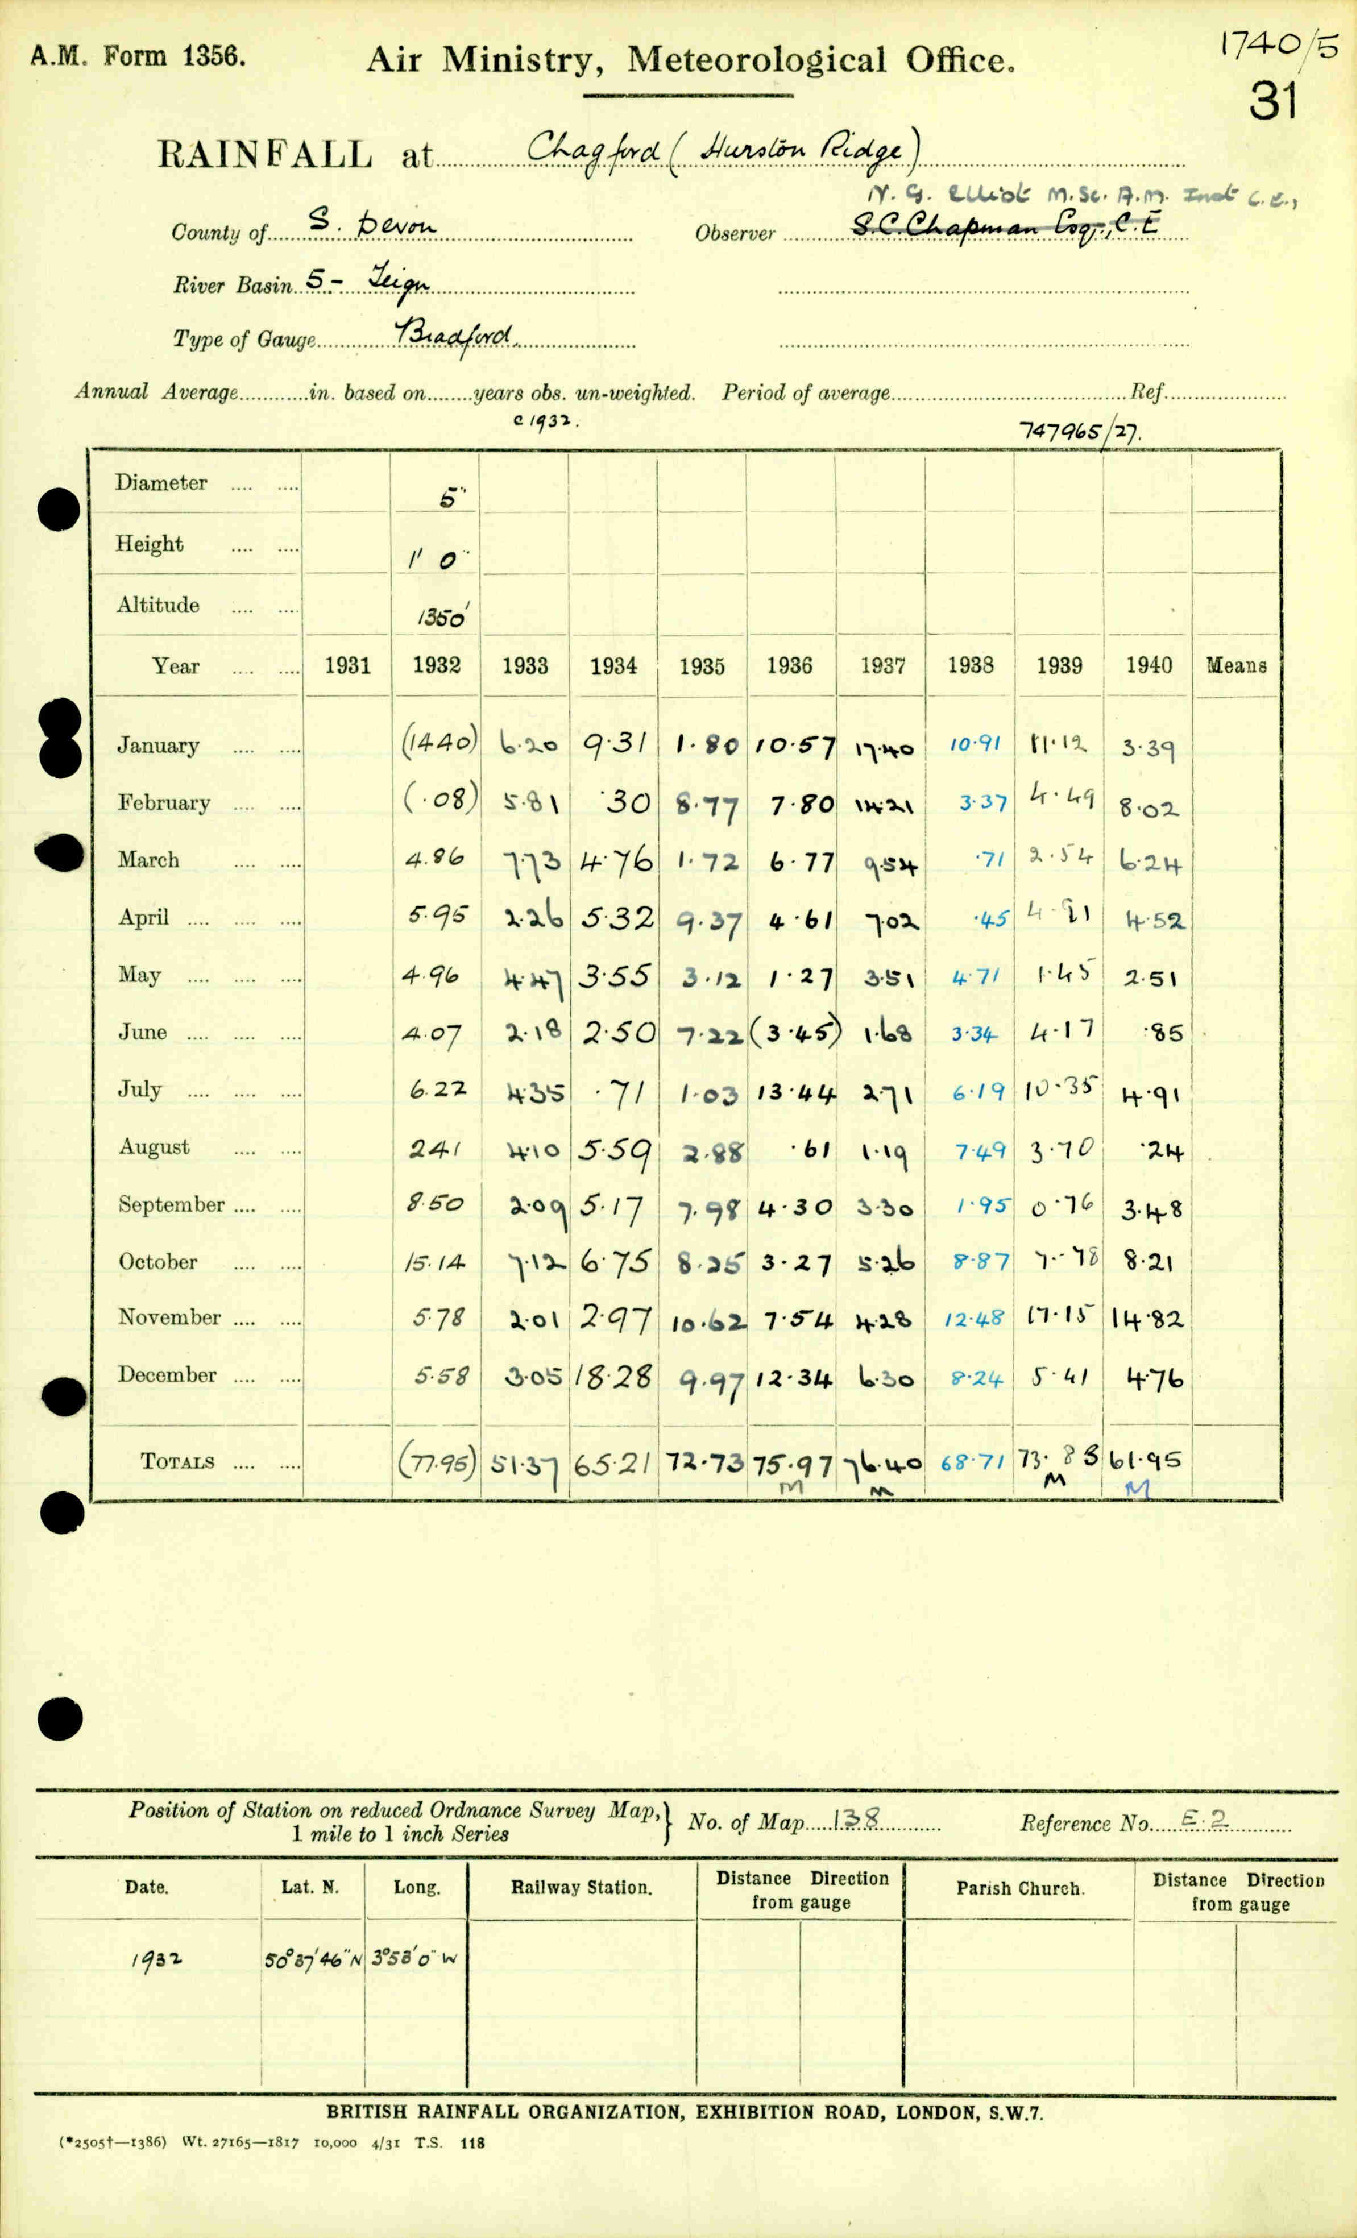 A.M. Form 1356.
Air Ministry, Meteorological Office.
1740/5
31
RAINFALL at Chagford (Hurston Ridge)
N. G. Elliot M.Sc. A.M. Inst C.E.,
County of S. Devon Observer S.C. Chapman Esq., C.E
River Basin 5 - Teign
Type of Gauge Bradford.
Annual Average............in. based on........years obs. un-weighted. Period of average........Ref........
c 1932.
747965/27.
Diameter 5"
Height 1' 0"
Altitude 1350'
Year 1931 1932 1933 1934 1935 1936 1937 1938 1939 1940 Means
January (14.40) 6.20 9.31 1.80 10.57 17.40 10.91 11.12 3.39
February (.08) 5.81 .30 8.77 7.80 14.21 3.37 4.49 8.02
March 4.86 7.73 4.76 1.72 6.77 9.54 .71 2.54 6.24
April 5.95 2.26 5.32 9.37 4.61 7.02 .45 4.91 4.52
May 4.96 4.47 3.55 3.12 1.27 3.51 4.71 1.45 2.51
June 4.07 2.18 2.50 7.22 (3.45) 1.68 3.34 4.17 .85
July 6.22 4.35 .71 1.03 13.44 2.71 6.19 10.35 4.91
August 2.41 4.10 5.59 2.88 .61 1.19 7.49 3.70 .24
September 8.50 2.09 5.17 7.98 4.30 3.30 1.95 0.76 3.48
October 15.14 7.12 6.75 8.25 3.27 5.26 8.87 7.78 8.21
November 5.78 2.01 2.97 10.62 7.54 4.28 12.48 17.15 14.82
December 5.58 3.05 18.28 9.97 12.34 6.30 8.24 5.41 4.76
TOTALS (77.95) 51.37 65.21 72.73 75.97 76.40 68.71 73.83 61.95
M M M M
Position of Station on reduced Ordnance Survey Map,} No. of Map 138 Reference No. E.2
1 mile to 1 inch Series
Date. Lat. N. Long. Railway Station. Distance Direction from gauge Parish Church. Distance Direction from gauge
1932 50°37'46"N 3°53'0"W
BRITISH RAINFALL ORGANIZATION, EXHIBITION ROAD, LONDON, S.W.7.
(*2505†—1386) Wt. 27165—1817 10,000 4/31 T.S. 118